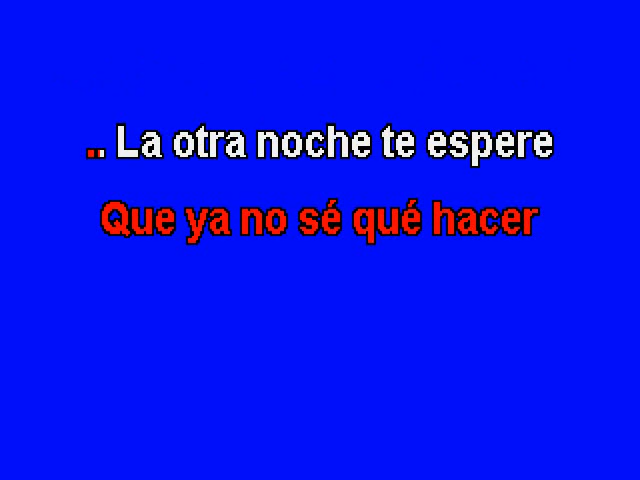 .. La otra noche te espere
Que ya no sé qué hacer